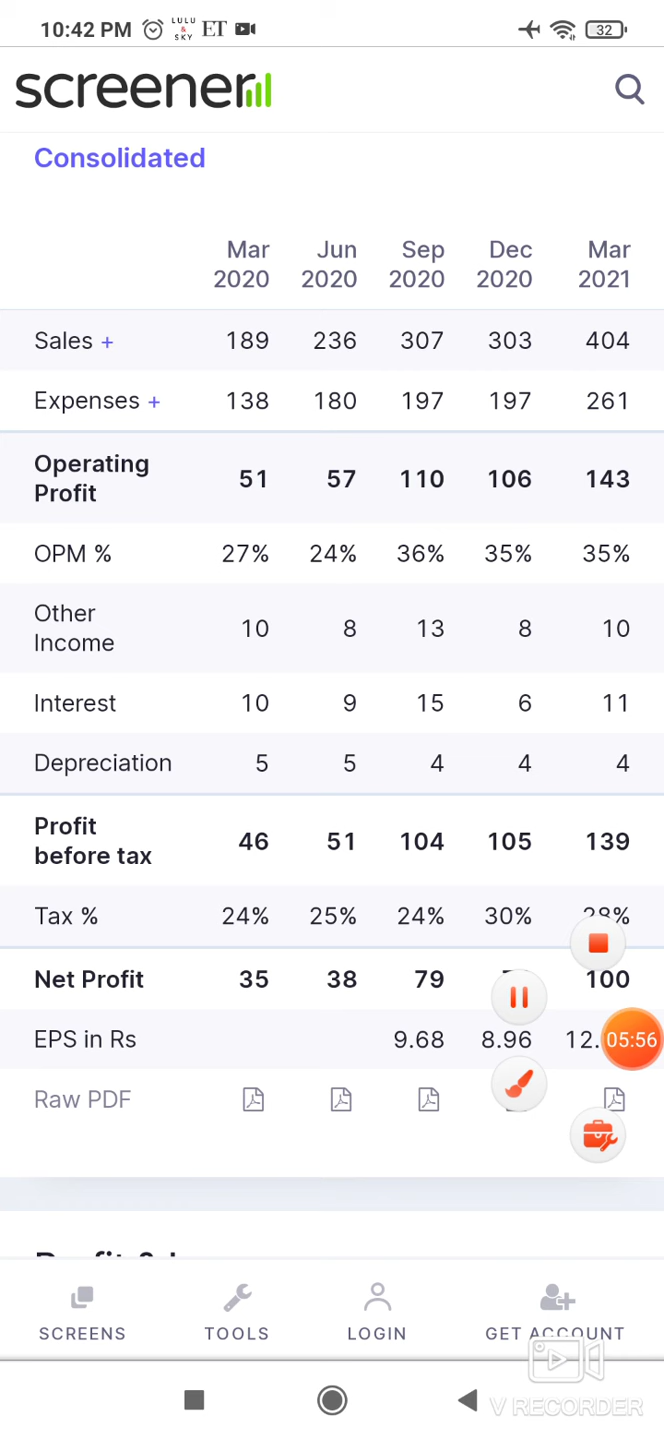 10:42 PM LULU & SKY ET 32
screener
Consolidated
Mar 2020 Jun 2020 Sep 2020 Dec 2020 Mar 2021
Sales + 189 236 307 303 404
Expenses + 138 180 197 197 261
Operating Profit 51 57 110 106 143
OPM % 27% 24% 36% 35% 35%
Other Income 10 8 13 8 10
Interest 10 9 15 6 11
Depreciation 5 5 4 4 4
Profit before tax 46 51 104 105 139
Tax % 24% 25% 24% 30% 28%
Net Profit 35 38 79 100
EPS in Rs 9.68 8.96 12.
05:56
Raw PDF
SCREENS TOOLS LOGIN GET ACCOUNT
V RECORDER